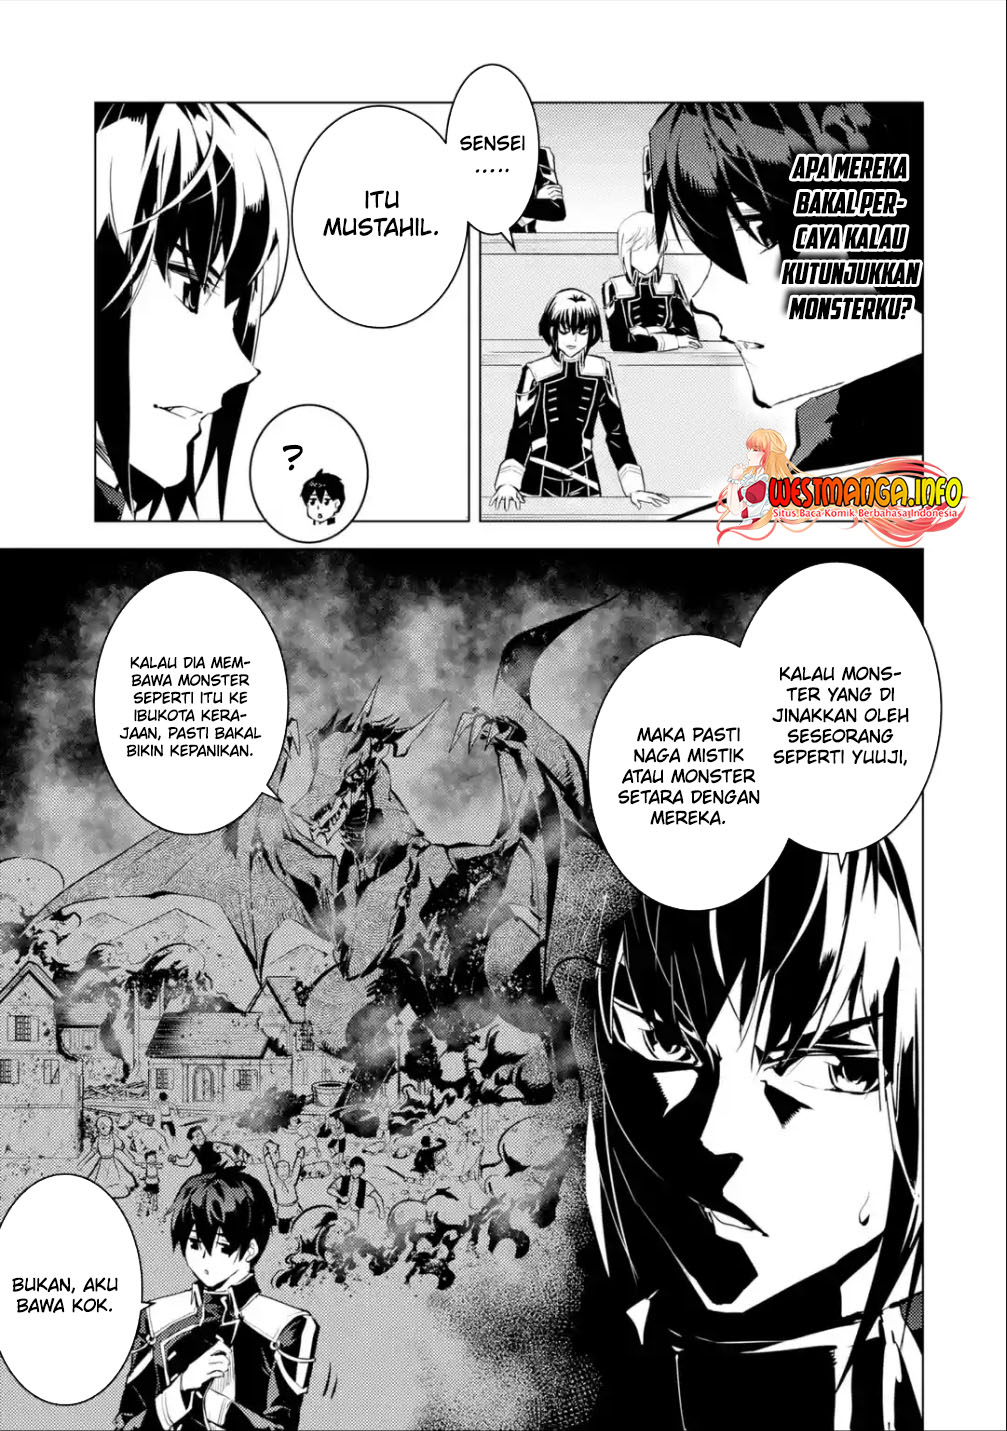 APA MEREKA
BAKAL PER-
CAYA KALAU
KUTUNJUKKAN
MONSTERKU?
SENSEI
.....
ITU
MUSTAHIL.
?
WESTMANGA.INFO
Situs Baca Komik Berbahasa Indonesia
KALAU MONS-
TER YANG DI
JINAKKAN OLEH
SESEORANG
SEPERTI YUUJI,
MAKA PASTI
NAGA MISTIK
ATAU MONSTER
SETARA DENGAN
MEREKA.
KALAU DIA MEM-
BAWA MONSTER
SEPERTI ITU KE
IBUKOTA KERA-
JAAN, PASTI BAKAL
BIKIN KEPANIKAN.
BUKAN, AKU
BAWA KOK.